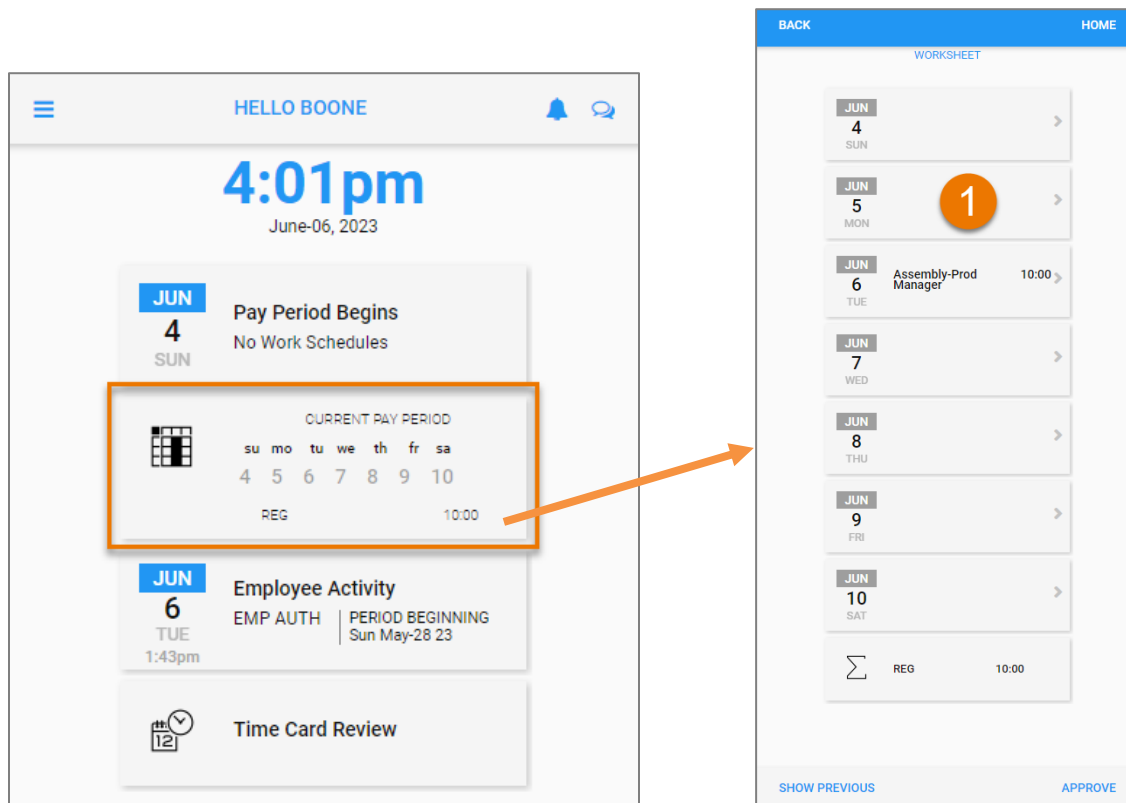 HELLO BOONE
4:01pm
June-06, 2023
JUN
4
SUN
Pay Period Begins
No Work Schedules
CURRENT PAY PERIOD
su mo tu we th fr sa
4 5 6 7 8 9 10
REG 10:00
JUN
6
TUE
1:43pm
Employee Activity
EMP AUTH
PERIOD BEGINNING
Sun May-28 23
12
Time Card Review
BACK HOME
WORKSHEET
JUN
4
SUN
JUN
5
MON
1
JUN
6
TUE
Assembly-Prod
Manager
10:00
JUN
7
WED
JUN
8
THU
JUN
9
FRI
JUN
10
SAT
∑ REG 10:00
SHOW PREVIOUS APPROVE